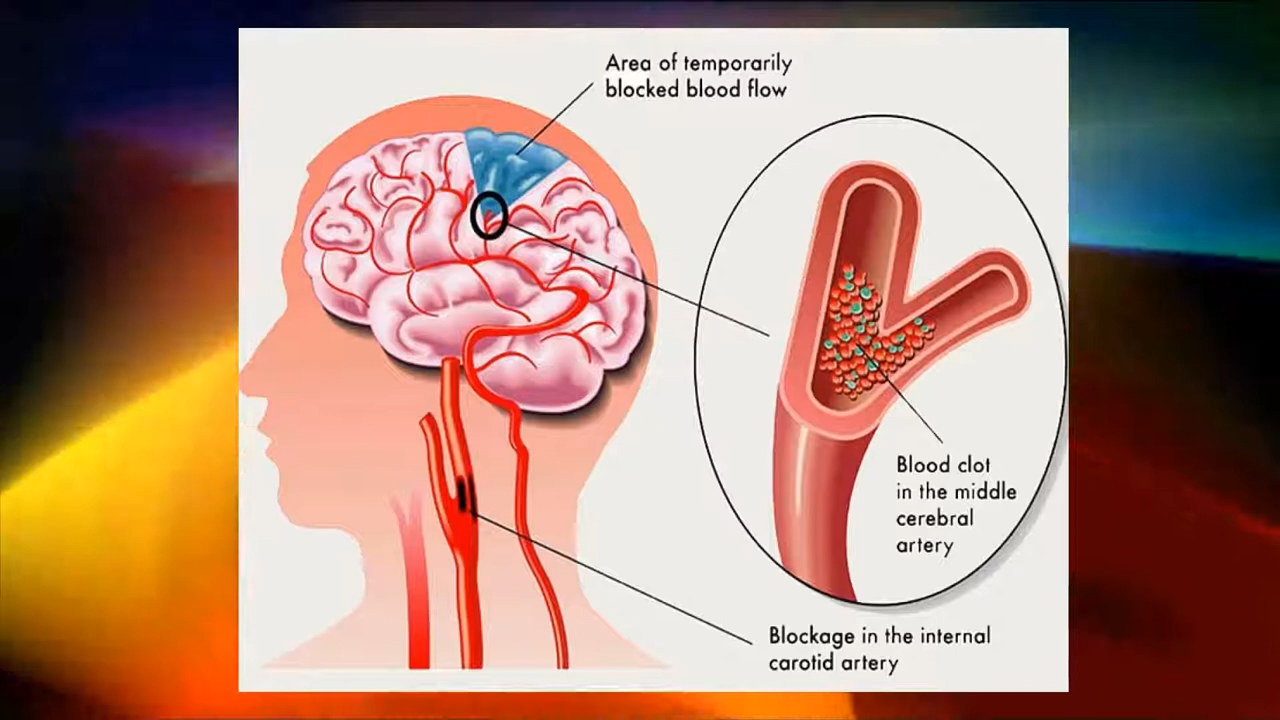 Area of temporarily
blocked blood flow
Blood clot
in the middle
cerebral
artery
Blockage in the internal
carotid artery